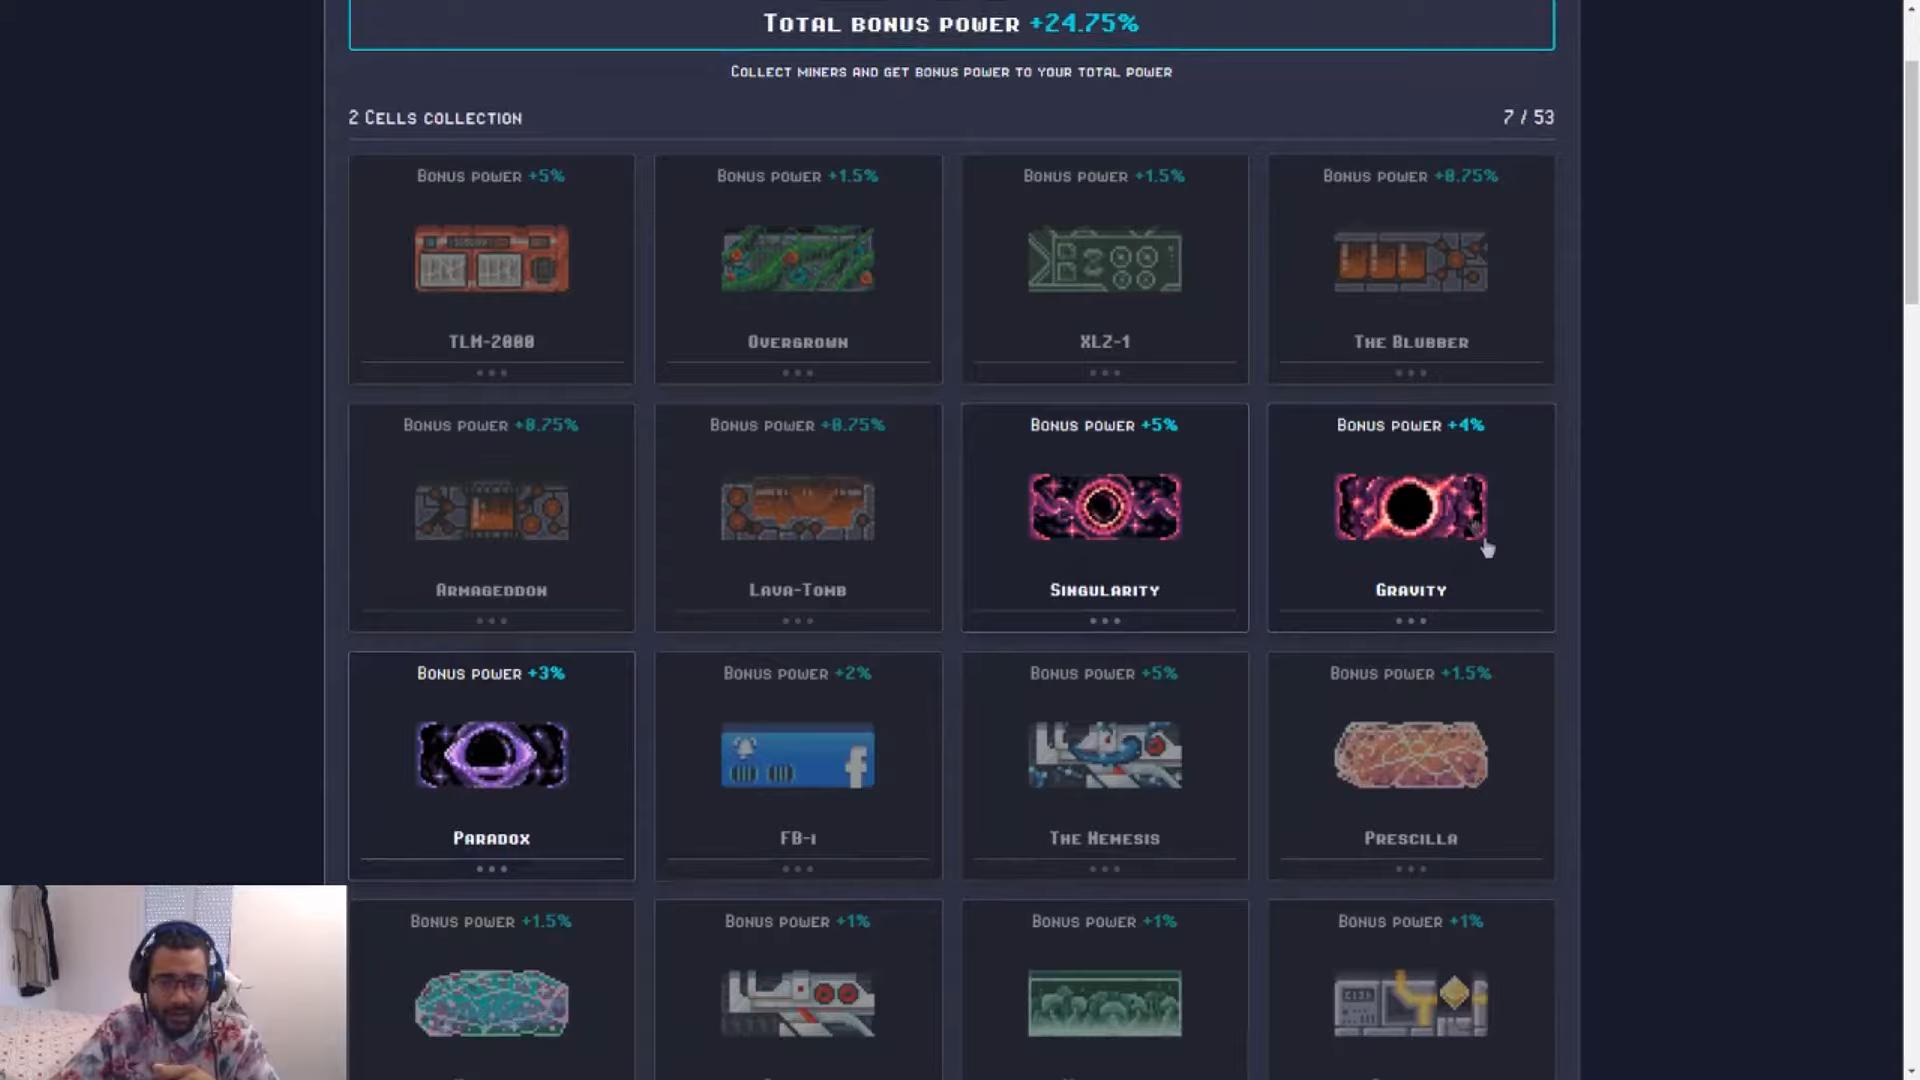 Total bonus power +24.75%
Collect miners and get bonus power to your total power
2 Cells collection 7 / 53
Bonus power +5% Bonus power +1.5% Bonus power +1.5% Bonus power +8.75%
TLM-2000 Overgrown XLZ-1 The Blubber
Bonus power +8.75% Bonus power +8.75% Bonus power +5% Bonus power +4%
Armageddon Lava-Tomb Singularity Gravity
Bonus power +3% Bonus power +2% Bonus power +5% Bonus power +1.5%
Paradox FB-1 The Nemesis Prescilla
Bonus power +1.5% Bonus power +1% Bonus power +1% Bonus power +1%